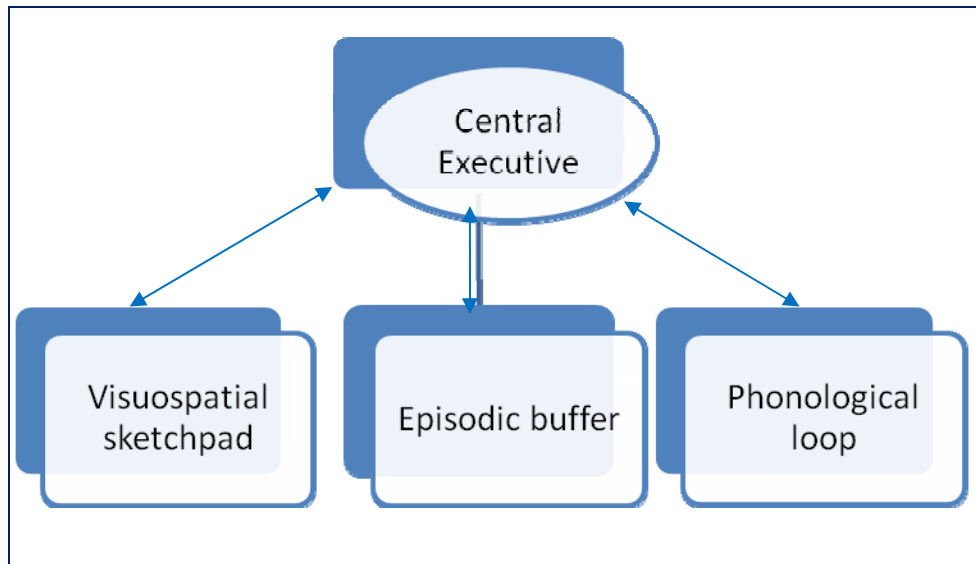 Central
Executive
Visuospatial
sketchpad
Episodic buffer
Phonological
loop